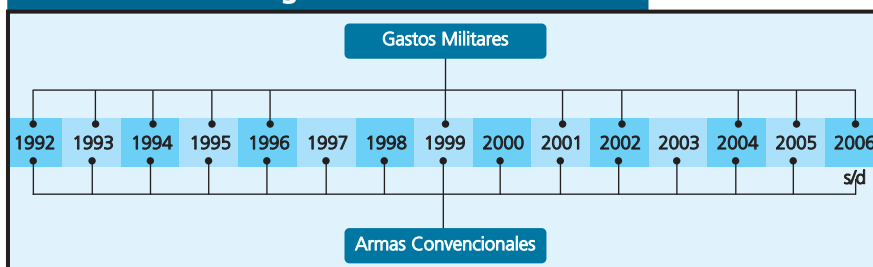 Gastos Militares
1992 1993 1994 1995 1996 1997 1998 1999 2000 2001 2002 2003 2004 2005 2006
s/d
Armas Convencionales